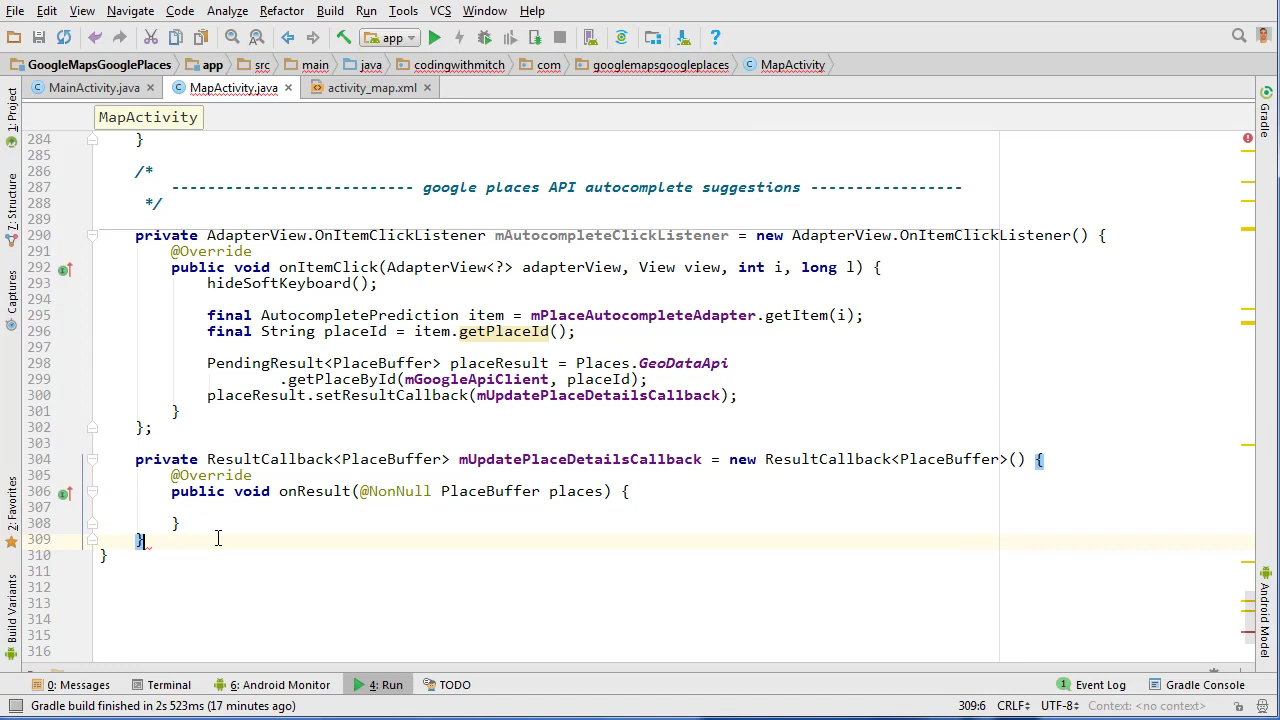 File Edit View Navigate Code Analyze Refactor Build Run Tools VCS Window Help
app
GoogleMapsGooglePlaces app src main java codingwithmitch com googlemapsgoogleplaces MapActivity
MainActivity.java MapActivity.java activity_map.xml
MapActivity
284 }
285
286 /*
287 --------------------------- google places API autocomplete suggestions -----------------
288 */
289
290 private AdapterView.OnItemClickListener mAutocompleteClickListener = new AdapterView.OnItemClickListener() {
291 @Override
292 public void onItemClick(AdapterView<?> adapterView, View view, int i, long l) {
293 hideSoftKeyboard();
294
295 final AutocompletePrediction item = mPlaceAutocompleteAdapter.getItem(i);
296 final String placeId = item.getPlaceId();
297
298 PendingResult<PlaceBuffer> placeResult = Places.GeoDataApi
299 .getPlaceById(mGoogleApiClient, placeId);
300 placeResult.setResultCallback(mUpdatePlaceDetailsCallback);
301 }
302 };
303
304 private ResultCallback<PlaceBuffer> mUpdatePlaceDetailsCallback = new ResultCallback<PlaceBuffer>() {
305 @Override
306 public void onResult(@NonNull PlaceBuffer places) {
307
308 }
309 }
310 }
311
312
313
314
315
316
1: Project
7: Structure
Captures
2: Favorites
Build Variants
Gradle
Android Model
0: Messages Terminal 6: Android Monitor 4: Run TODO 1 Event Log Gradle Console
Gradle build finished in 2s 523ms (17 minutes ago) 309:6 CRLF UTF-8 Context: <no context>